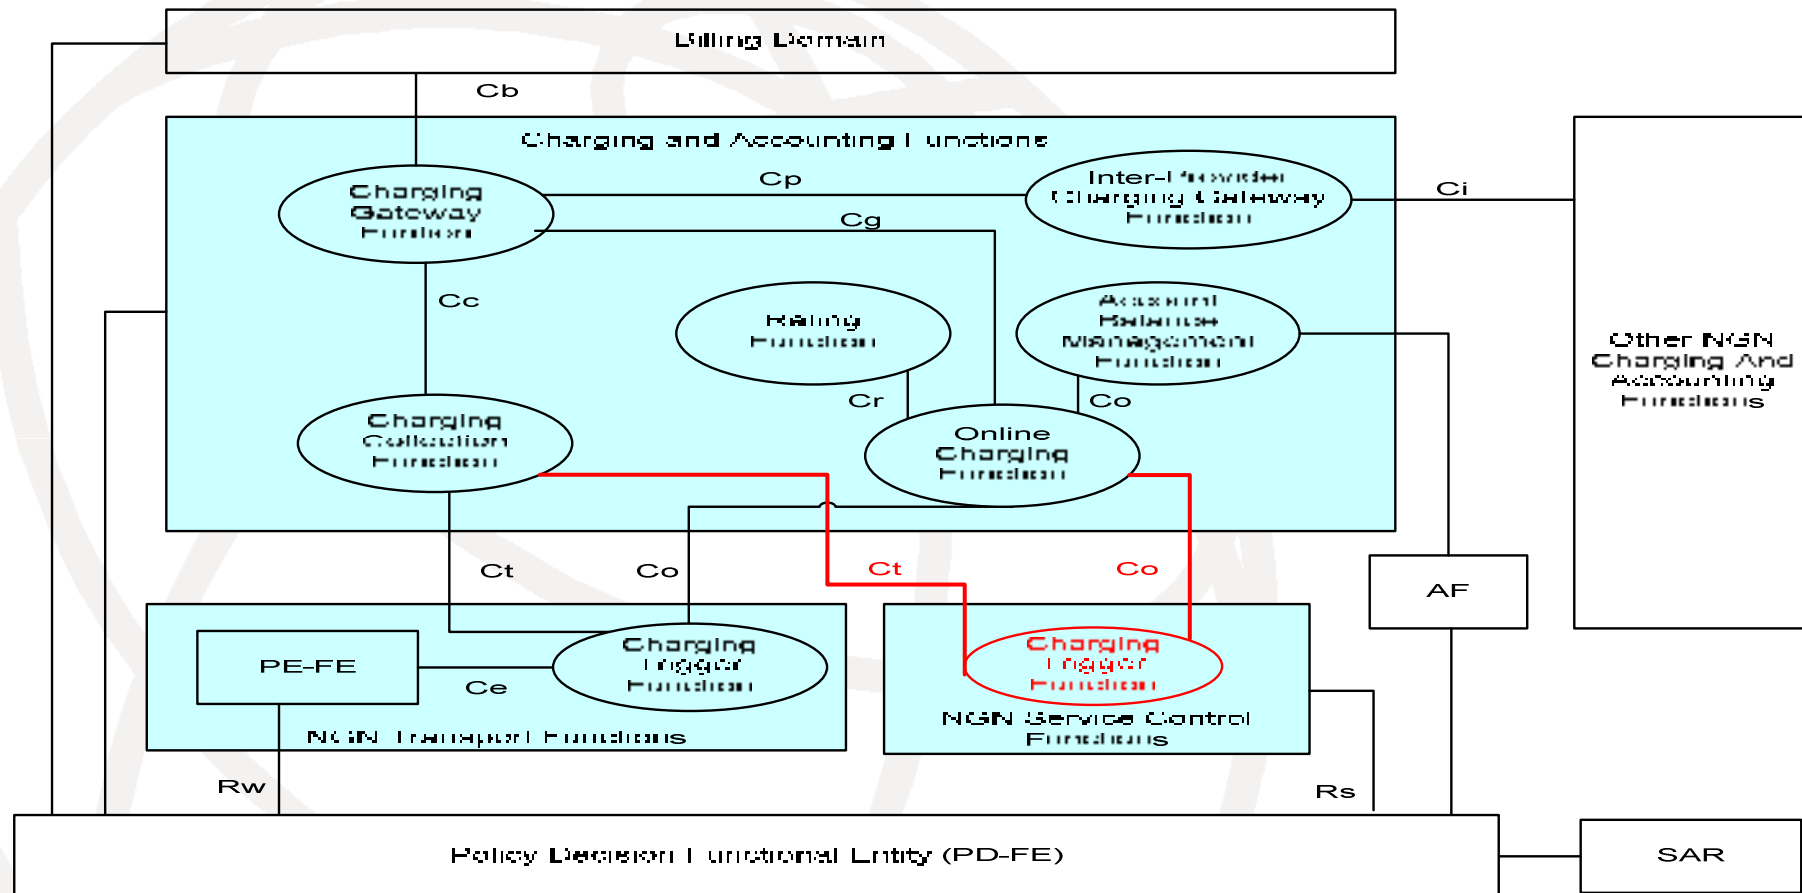 Billing Domain
Cb
Charging and Accounting Functions
Charging
Gateway
Function
Cp
Inter-Provider
Charging Gateway
Function
Ci
Cg
Cc
Rating
Function
Account
Balance
Management
Function
Other NGN
Charging And
Accounting
Functions
Cr
Co
Charging
Collection
Function
Online
Charging
Function
Ct
Co
Ct
Co
AF
PE-FE
Ce
Charging
Trigger
Function
Charging
Trigger
Function
NGN Transport Functions
NGN Service Control
Functions
Rw
Rs
Policy Decision Functional Entity (PD-FE)
SAR